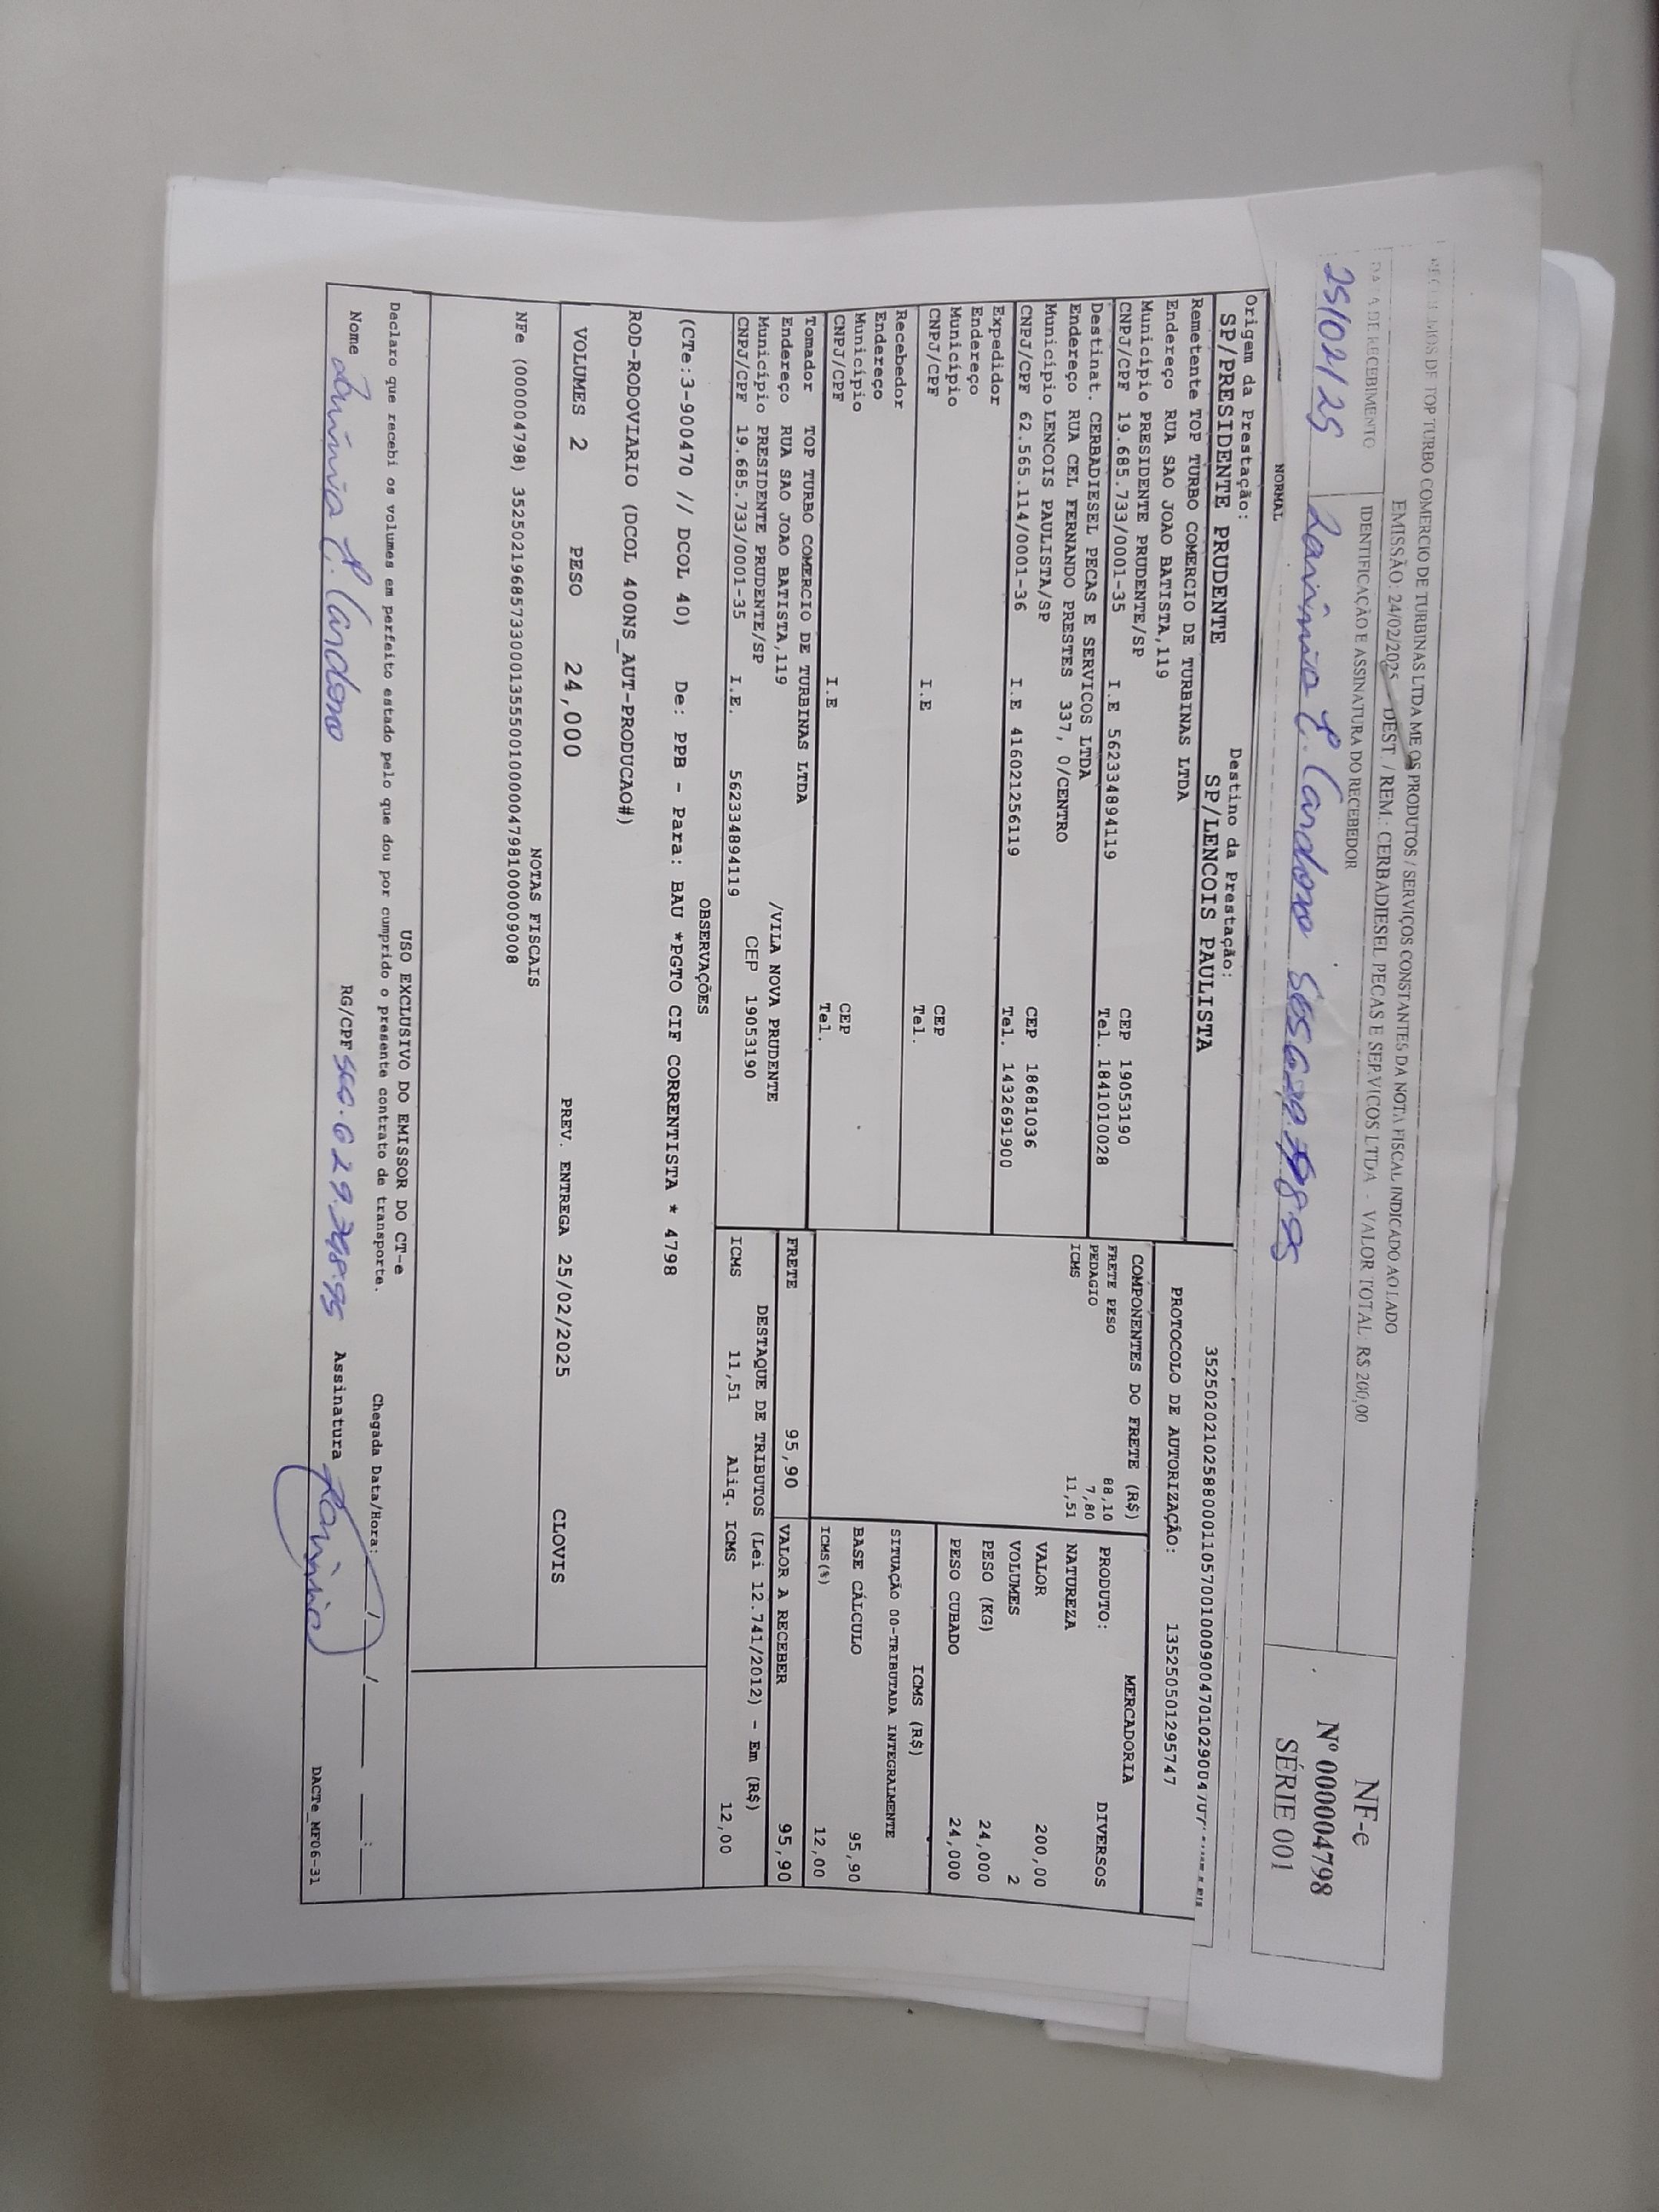 RECEBEMOS DE TOP TURBO COMERCIO DE TURBINAS LTDA ME OS PRODUTOS / SERVIÇOS CONSTANTES DA NOTA FISCAL INDICADO AO LADO
EMISSÃO: 24/02/2025 - DEST. / REM.: CERBADIESEL PECAS E SERVICOS LTDA - VALOR TOTAL: R$ 200,00
DATA DE RECEBIMENTO IDENTIFICAÇÃO E ASSINATURA DO RECEBEDOR
25/02/25 Cardoso
NF-e
Nº 000004798
SÉRIE 001
NORMAL
Origem da Prestação: Destino da Prestação:
SP/PRESIDENTE PRUDENTE SP/LENCOIS PAULISTA
PROTOCOLO DE AUTORIZAÇÃO: 135250501295747
Remetente TOP TURBO COMERCIO DE TURBINAS LTDA
Endereço RUA SAO JOAO BATISTA,119
Município PRESIDENTE PRUDENTE/SP CEP 19053190
CNPJ/CPF 19.685.733/0001-35 I.E 562334894119 Tel. 1841010028
Destinat. CERBADIESEL PECAS E SERVICOS LTDA
Endereço RUA CEL FERNANDO PRESTES 337, 0/CENTRO
Município LENCOIS PAULISTA/SP CEP 18681036
CNPJ/CPF 62.565.114/0001-36 I.E 416021256119 Tel. 1432691900
Expedidor
Endereço
Município CEP
CNPJ/CPF I.E Tel.
Recebedor
Endereço
Município CEP
CNPJ/CPF I.E Tel.
Tomador TOP TURBO COMERCIO DE TURBINAS LTDA
Endereço RUA SAO JOAO BATISTA,119 /VILA NOVA PRUDENTE
Município PRESIDENTE PRUDENTE/SP CEP 19053190
CNPJ/CPF 19.685.733/0001-35 I.E. 562334894119
COMPONENTES DO FRETE (R$)
FRETE PESO 88,10
PEDAGIO 7,80
ICMS 11,51
MERCADORIA
PRODUTO: DIVERSOS
NATUREZA
VALOR 200,00
VOLUMES 2
PESO (KG) 24,000
PESO CUBADO 24,000
ICMS (R$)
SITUAÇÃO 00-TRIBUTADA INTEGRALMENTE
BASE CÁLCULO 95,90
ICMS(%) 12,00
FRETE 95,90 VALOR A RECEBER 95,90
DESTAQUE DE TRIBUTOS (Lei 12.741/2012) - Em (R$)
ICMS 11,51 Aliq. ICMS 12,00
OBSERVAÇÕES
(CTe:3-900470 // DCOL 40) De: PPB - Para: BAU *PGTO CIF CORRENTISTA * 4798
ROD-RODOVIARIO (DCOL 400NS_AUT-PRODUCAO#)
VOLUMES 2 PESO 24,000 PREV. ENTREGA 25/02/2025 CLOVIS
NOTAS FISCAIS
NFe (000004798) 35250219685733000135550010000047981000009008
USO EXCLUSIVO DO EMISSOR DO CT-e
Declaro que recebi os volumes em perfeito estado pelo que dou por cumprido o presente contrato de transporte. Chegada Data/Hora: / / :
Nome Cardoso RG/CPF Assinatura
DACTe_MF06-31